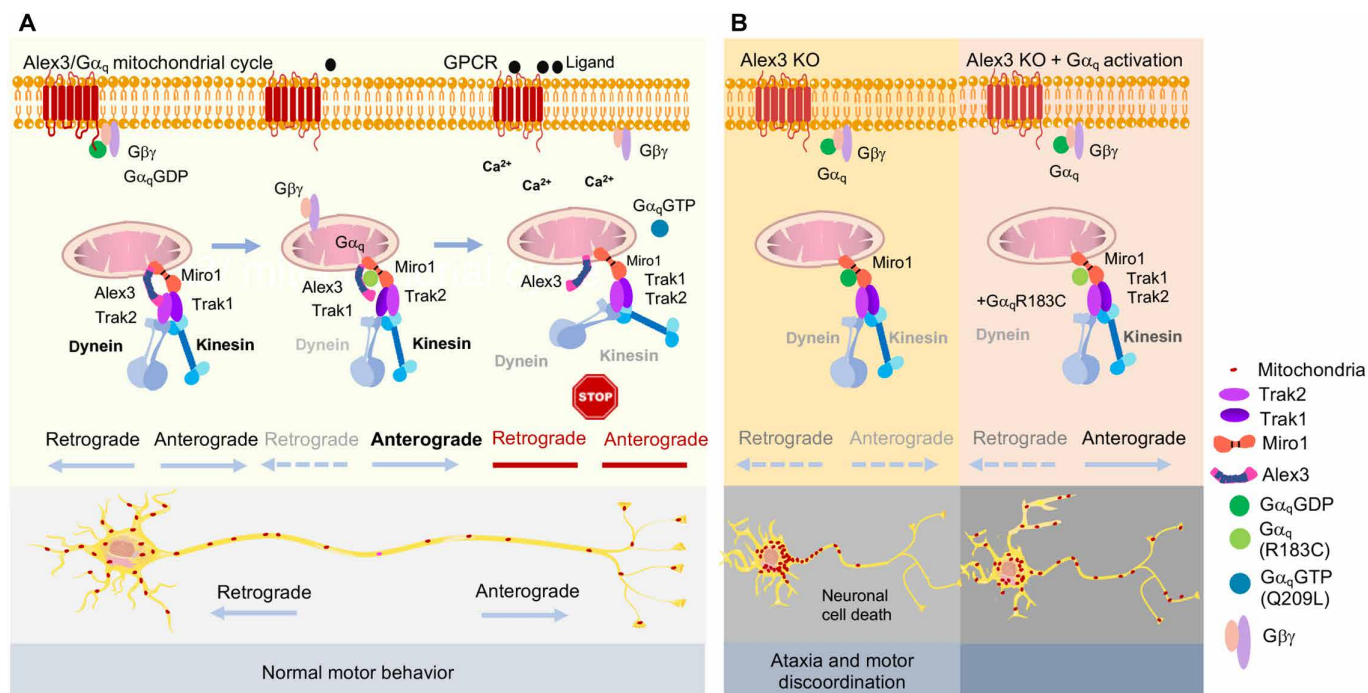 A
Alex3/Gαq mitochondrial cycle
GPCR
Ligand
Gβγ
GαqGDP
Gβγ
Gαq
Ca2+
Ca2+
Ca2+
Gβγ
GαqGTP
Alex3
Miro1
Trak1
Trak2
Dynein
Kinesin
Alex3
Miro1
Trak1
Trak2
Dynein
Kinesin
Alex3
Miro1
Trak1
Trak2
Dynein
Kinesin
STOP
Retrograde
Anterograde
Retrograde
Anterograde
Retrograde
Anterograde
Retrograde
Anterograde
Normal motor behavior
B
Alex3 KO
Gβγ
Gαq
Miro1
Trak1
Trak2
Dynein
Kinesin
Retrograde
Anterograde
Neuronal
cell death
Ataxia and motor
discoordination
Alex3 KO + Gαq activation
Gβγ
Gαq
Miro1
Trak1
Trak2
+GαqR183C
Dynein
Kinesin
Retrograde
Anterograde
Mitochondria
Trak2
Trak1
Miro1
Alex3
GαqGDP
Gαq
(R183C)
GαqGTP
(Q209L)
Gβγ